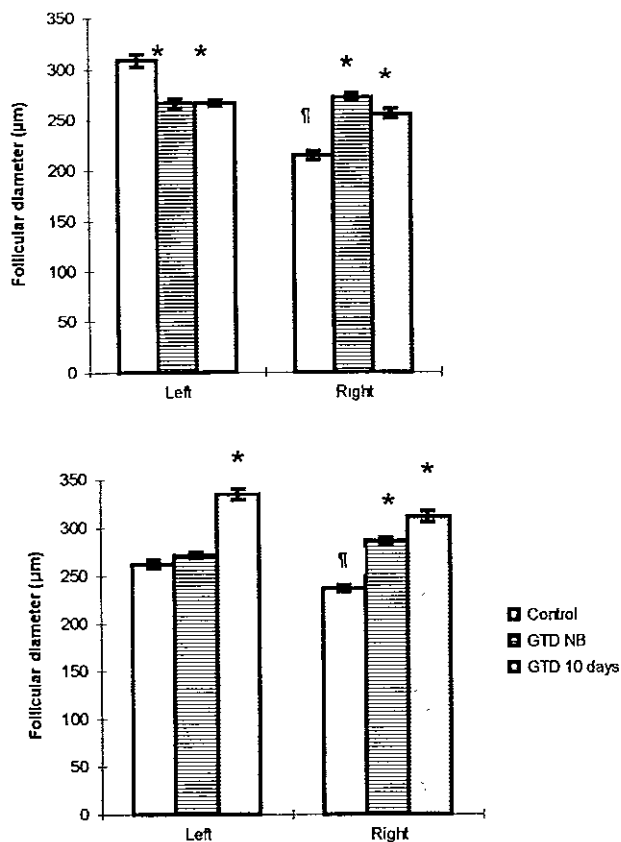 Follicular diameter (µm)
350
300
250
200
150
100
50
0
* *
¶ * *
Left Right
Follicular diameter (µm)
350
300
250
200
150
100
50
0
*
¶ * *
Left Right
Control
GTD NB
GTD 10 days